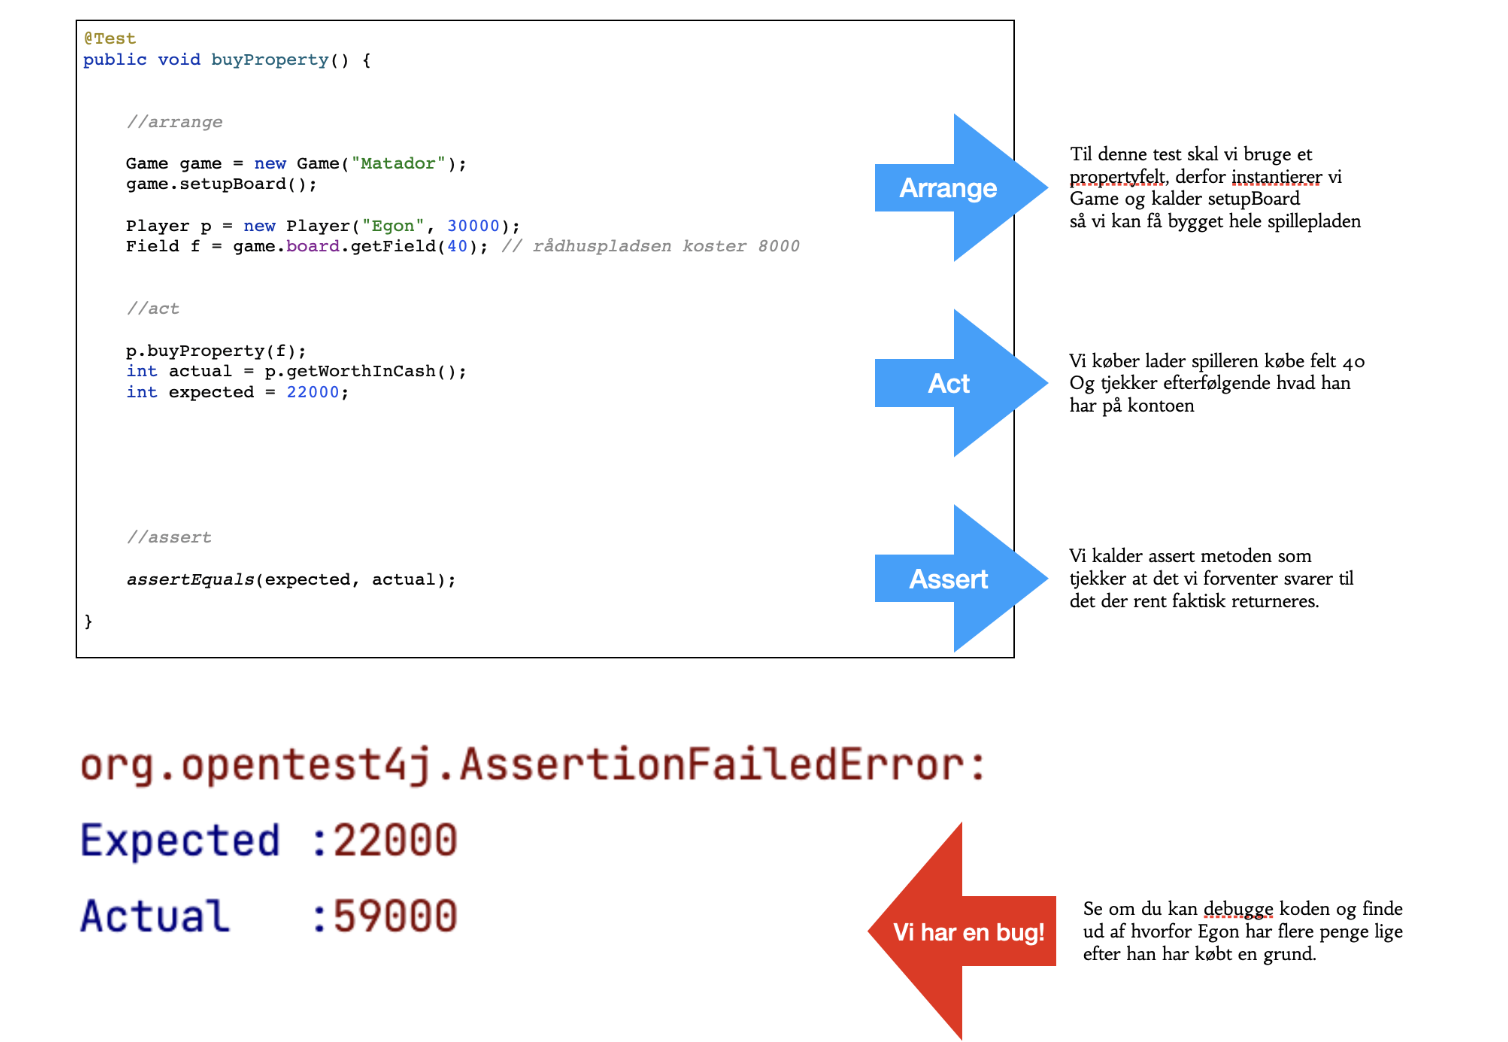 @Test
public void buyProperty() {
//arrange
Game game = new Game("Matador");
game.setupBoard();
Player p = new Player("Egon", 30000);
Field f = game.board.getField(40); // rådhuspladsen koster 8000
//act
p.buyProperty(f);
int actual = p.getWorthInCash();
int expected = 22000;
//assert
assertEquals(expected, actual);
}
Arrange
Til denne test skal vi bruge et
propertyfelt, derfor instantierer vi
Game og kalder setupBoard
så vi kan få bygget hele spillepladen
Act
Vi køber lader spilleren købe felt 40
Og tjekker efterfølgende hvad han
har på kontoen
Assert
Vi kalder assert metoden som
tjekker at det vi forventer svarer til
det der rent faktisk returneres.
org.opentest4j.AssertionFailedError:
Expected :22000
Actual   :59000
Vi har en bug!
Se om du kan debugge koden og finde
ud af hvorfor Egon har flere penge lige
efter han har købt en grund.